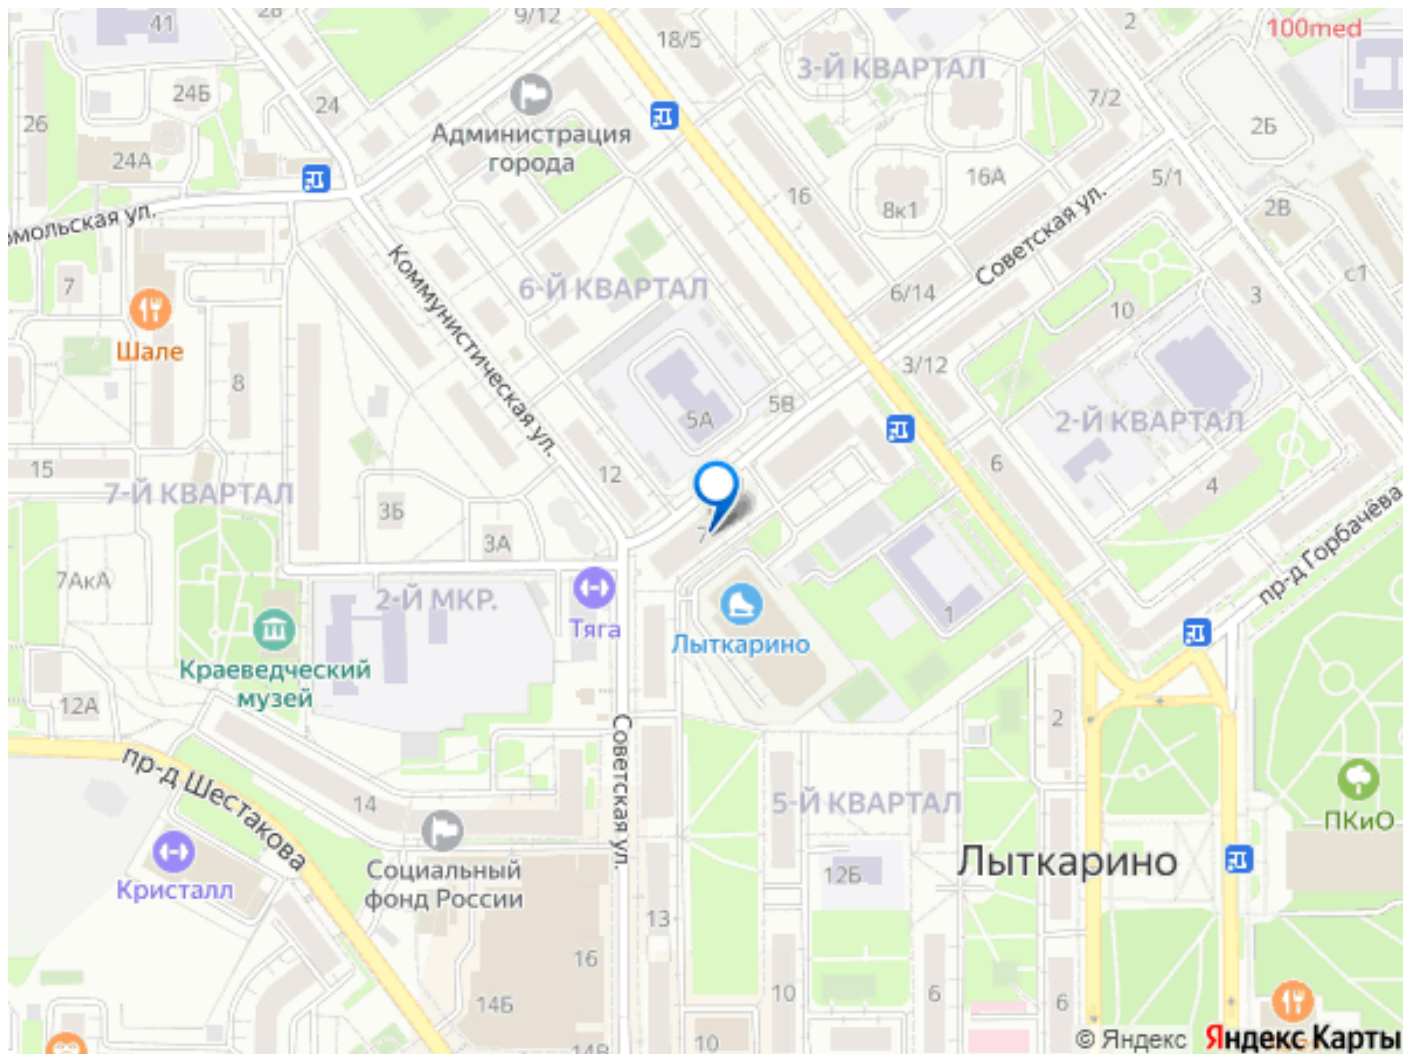 41
28
9/12
18/5
2
100med
3-Й КВАРТАЛ
7/2
24Б
24
26
Администрация
города
2Б
24А
16
16А
5/1
8к1
2В
омольская ул.
Советская ул.
Коммунистическая ул.
7
6-Й КВАРТАЛ
6/14
с1
3
10
Шале
8
3/12
5А
5В
2-Й КВАРТАЛ
15
7-Й КВАРТАЛ
12
6
4
3Б
7
3А
пр-д Горбачёва
7АкА
2-Й МКР.
1
Тяга
Лыткарино
Краеведческий
музей
12А
2
Советская ул.
пр-д Шестакова
14
5-Й КВАРТАЛ
ПКиО
Лыткарино
Социальный
фонд России
Кристалл
12Б
13
16
14Б
10
6
6
10
14В
© Яндекс
Яндекс Карты